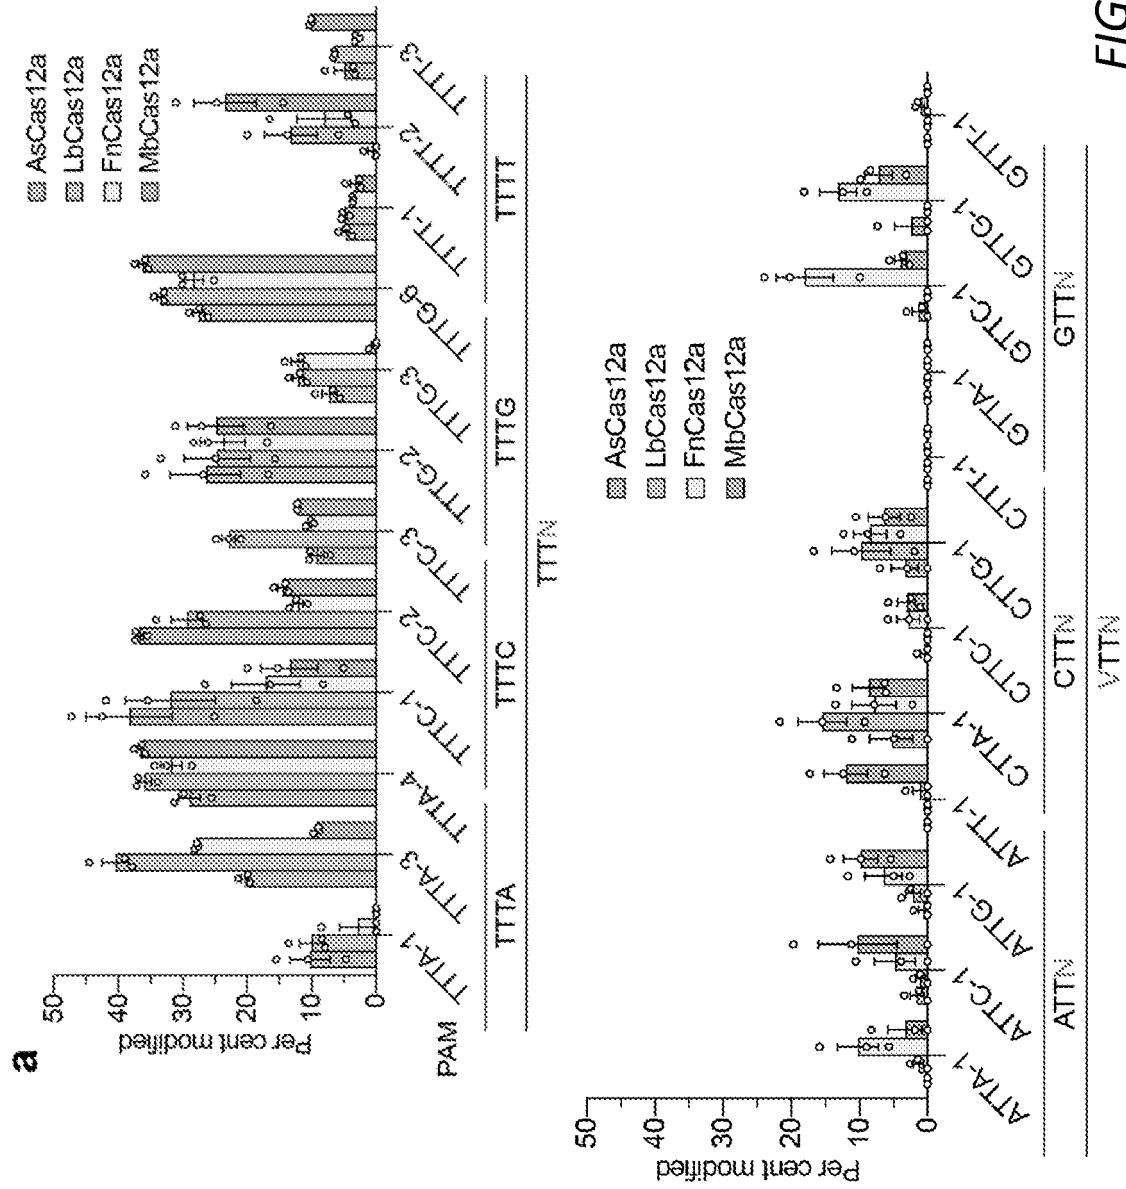 a
AsCas12a
LbCas12a
FnCas12a
MbCas12a
Per cent modified
50
40
30
20
10
0
PAM
TTTA-1
TTTA-3
TTTA-4
TTTC-1
TTTC-2
TTTC-3
TTTG-2
TTTG-3
TTTG-6
TTTT-1
TTTT-2
TTTT-3
TTTA
TTTC
TTTG
TTTT
TTTN
AsCas12a
LbCas12a
FnCas12a
MbCas12a
Per cent modified
50
40
30
20
10
0
ATTA-1
ATTC-1
ATTG-1
ATTT-1
CTTA-1
CTTC-1
CTTG-1
CTTT-1
GTTA-1
GTTC-1
GTTG-1
GTTT-1
ATTN
CTTN
GTTN
VTTN
FIG